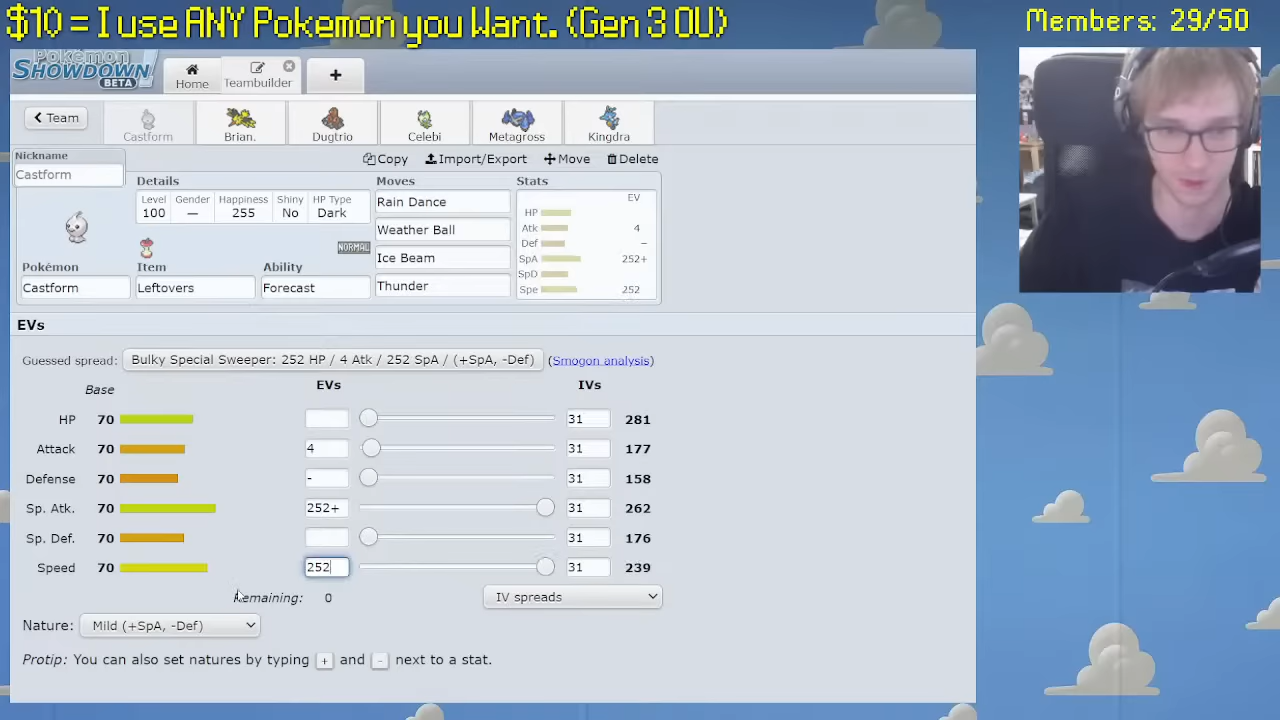 $10 = I use ANY Pokemon you Want. (Gen 3 OU)
Members: 29/50
Pokémon
SHOWDOWN!
BETA
Home
Teambuilder
+
Team
Castform
Brian.
Dugtrio
Celebi
Metagross
Kingdra
Nickname
Castform
Copy
Import/Export
Move
Delete
Details
Moves
Stats
Level
Gender
Happiness
Shiny
HP Type
100
—
255
No
Dark
Rain Dance
Weather Ball
Ice Beam
Thunder
EV
HP
Atk 4
Def –
SpA 252+
SpD
Spe 252
NORMAL
Pokémon
Item
Ability
Castform
Leftovers
Forecast
EVs
Guessed spread: Bulky Special Sweeper: 252 HP / 4 Atk / 252 SpA / (+SpA, -Def) (Smogon analysis)
Base EVs IVs
HP 70 31 281
Attack 70 4 31 177
Defense 70 - 31 158
Sp. Atk. 70 252+ 31 262
Sp. Def. 70 31 176
Speed 70 252 31 239
Remaining: 0
IV spreads
Nature: Mild (+SpA, -Def)
Protip: You can also set natures by typing + and - next to a stat.